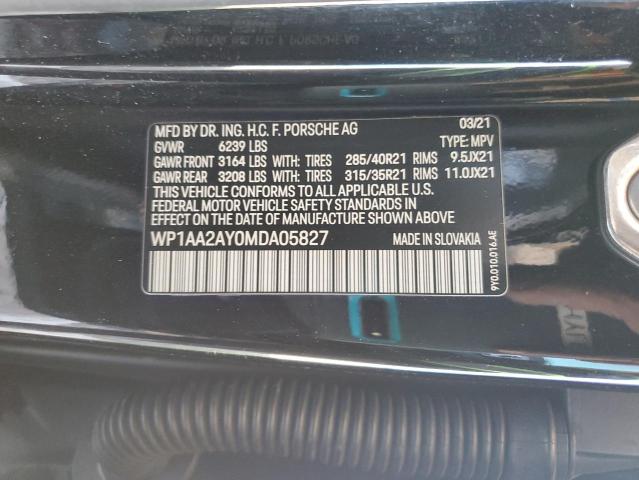 MFD BY DR. ING. H.C. F. PORSCHE AG 03/21
GVWR 6239 LBS TYPE: MPV
GAWR FRONT 3164 LBS WITH: TIRES 285/40R21 RIMS 9.5JX21
GAWR REAR 3208 LBS WITH: TIRES 315/35R21 RIMS 11.0JX21
THIS VEHICLE CONFORMS TO ALL APPLICABLE U.S.
FEDERAL MOTOR VEHICLE SAFETY STANDARDS IN
EFFECT ON THE DATE OF MANUFACTURE SHOWN ABOVE
WP1AA2AY0MDA05827 MADE IN SLOVAKIA
9Y0.010.016.AE